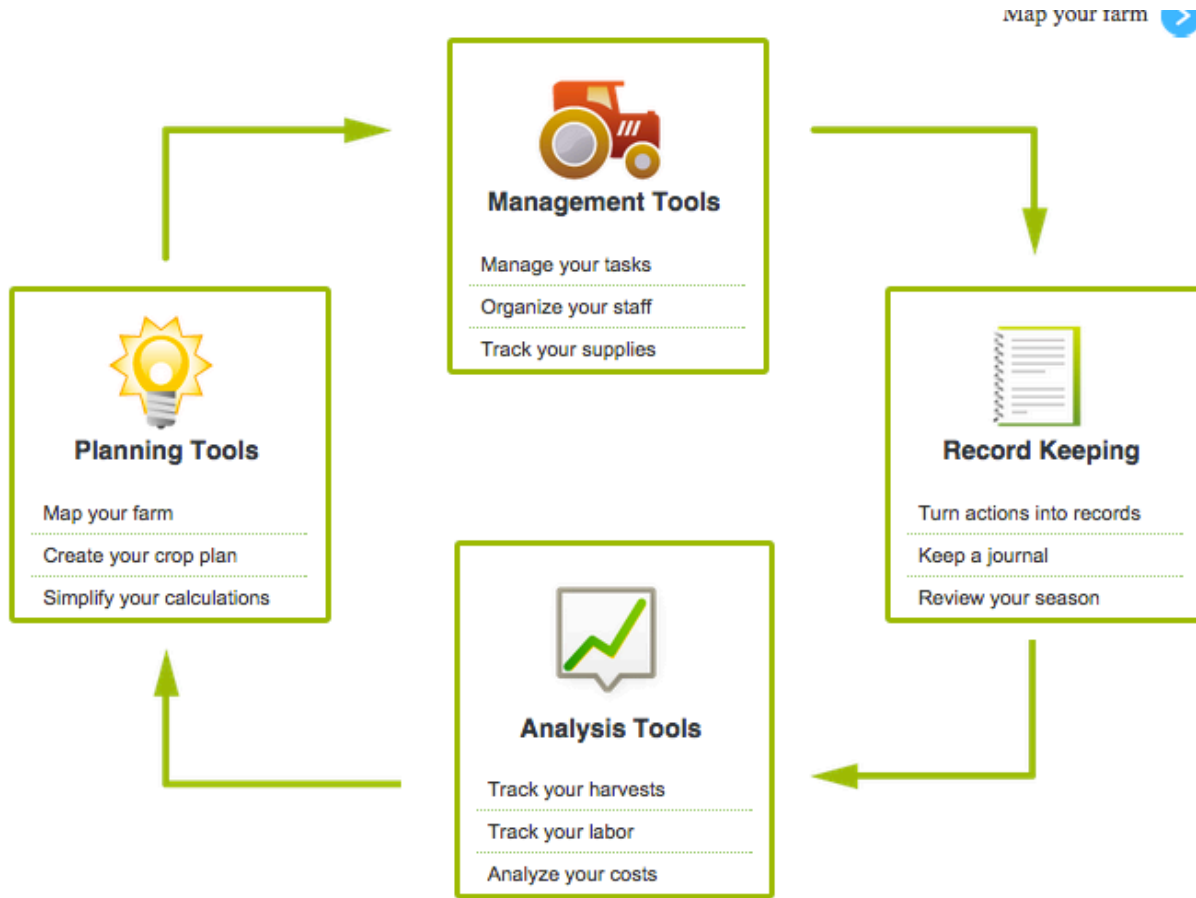 Map your farm
Management Tools
Manage your tasks
Organize your staff
Track your supplies
Planning Tools
Map your farm
Create your crop plan
Simplify your calculations
Record Keeping
Turn actions into records
Keep a journal
Review your season
Analysis Tools
Track your harvests
Track your labor
Analyze your costs